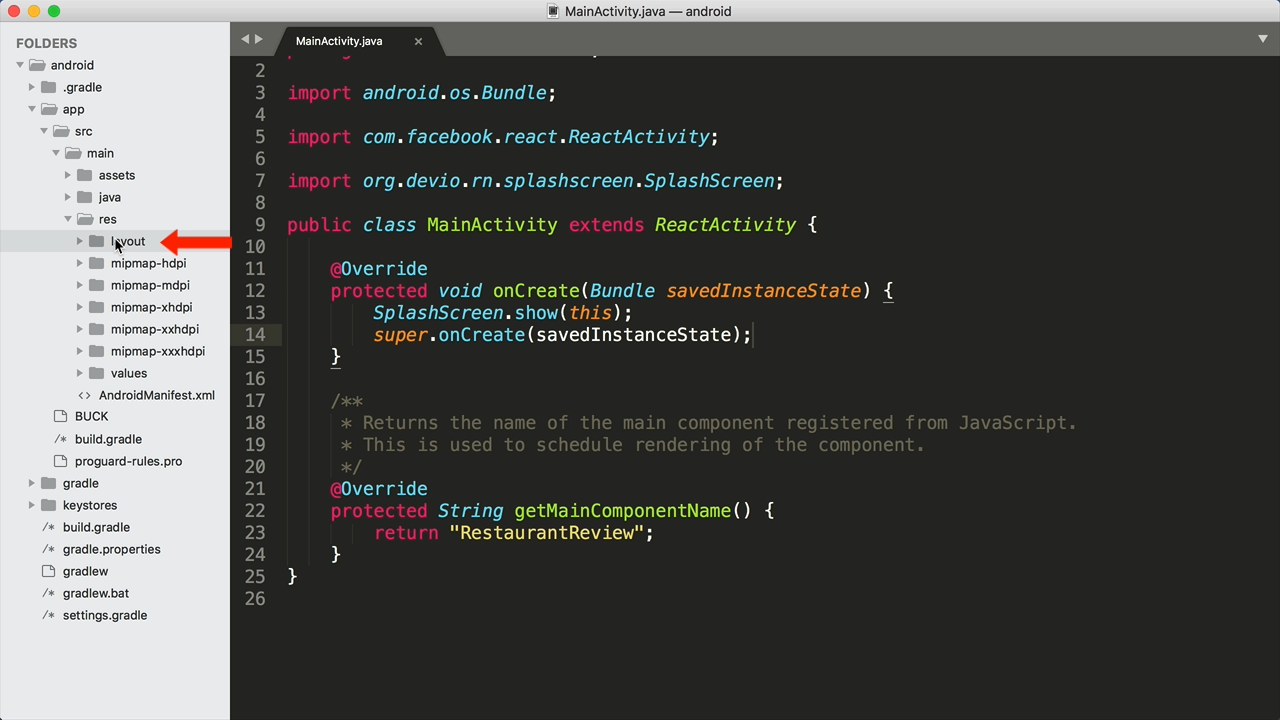 MainActivity.java — android
FOLDERS
android
.gradle
app
src
main
assets
java
res
layout
mipmap-hdpi
mipmap-mdpi
mipmap-xhdpi
mipmap-xxhdpi
mipmap-xxxhdpi
values
<> AndroidManifest.xml
BUCK
/* build.gradle
proguard-rules.pro
gradle
keystores
/* build.gradle
/* gradle.properties
gradlew
/* gradlew.bat
/* settings.gradle
MainActivity.java ×
2
3 import android.os.Bundle;
4
5 import com.facebook.react.ReactActivity;
6
7 import org.devio.rn.splashscreen.SplashScreen;
8
9 public class MainActivity extends ReactActivity {
10
11 @Override
12 protected void onCreate(Bundle savedInstanceState) {
13 SplashScreen.show(this);
14 super.onCreate(savedInstanceState);
15 }
16
17 /**
18 * Returns the name of the main component registered from JavaScript.
19 * This is used to schedule rendering of the component.
20 */
21 @Override
22 protected String getMainComponentName() {
23 return "RestaurantReview";
24 }
25 }
26